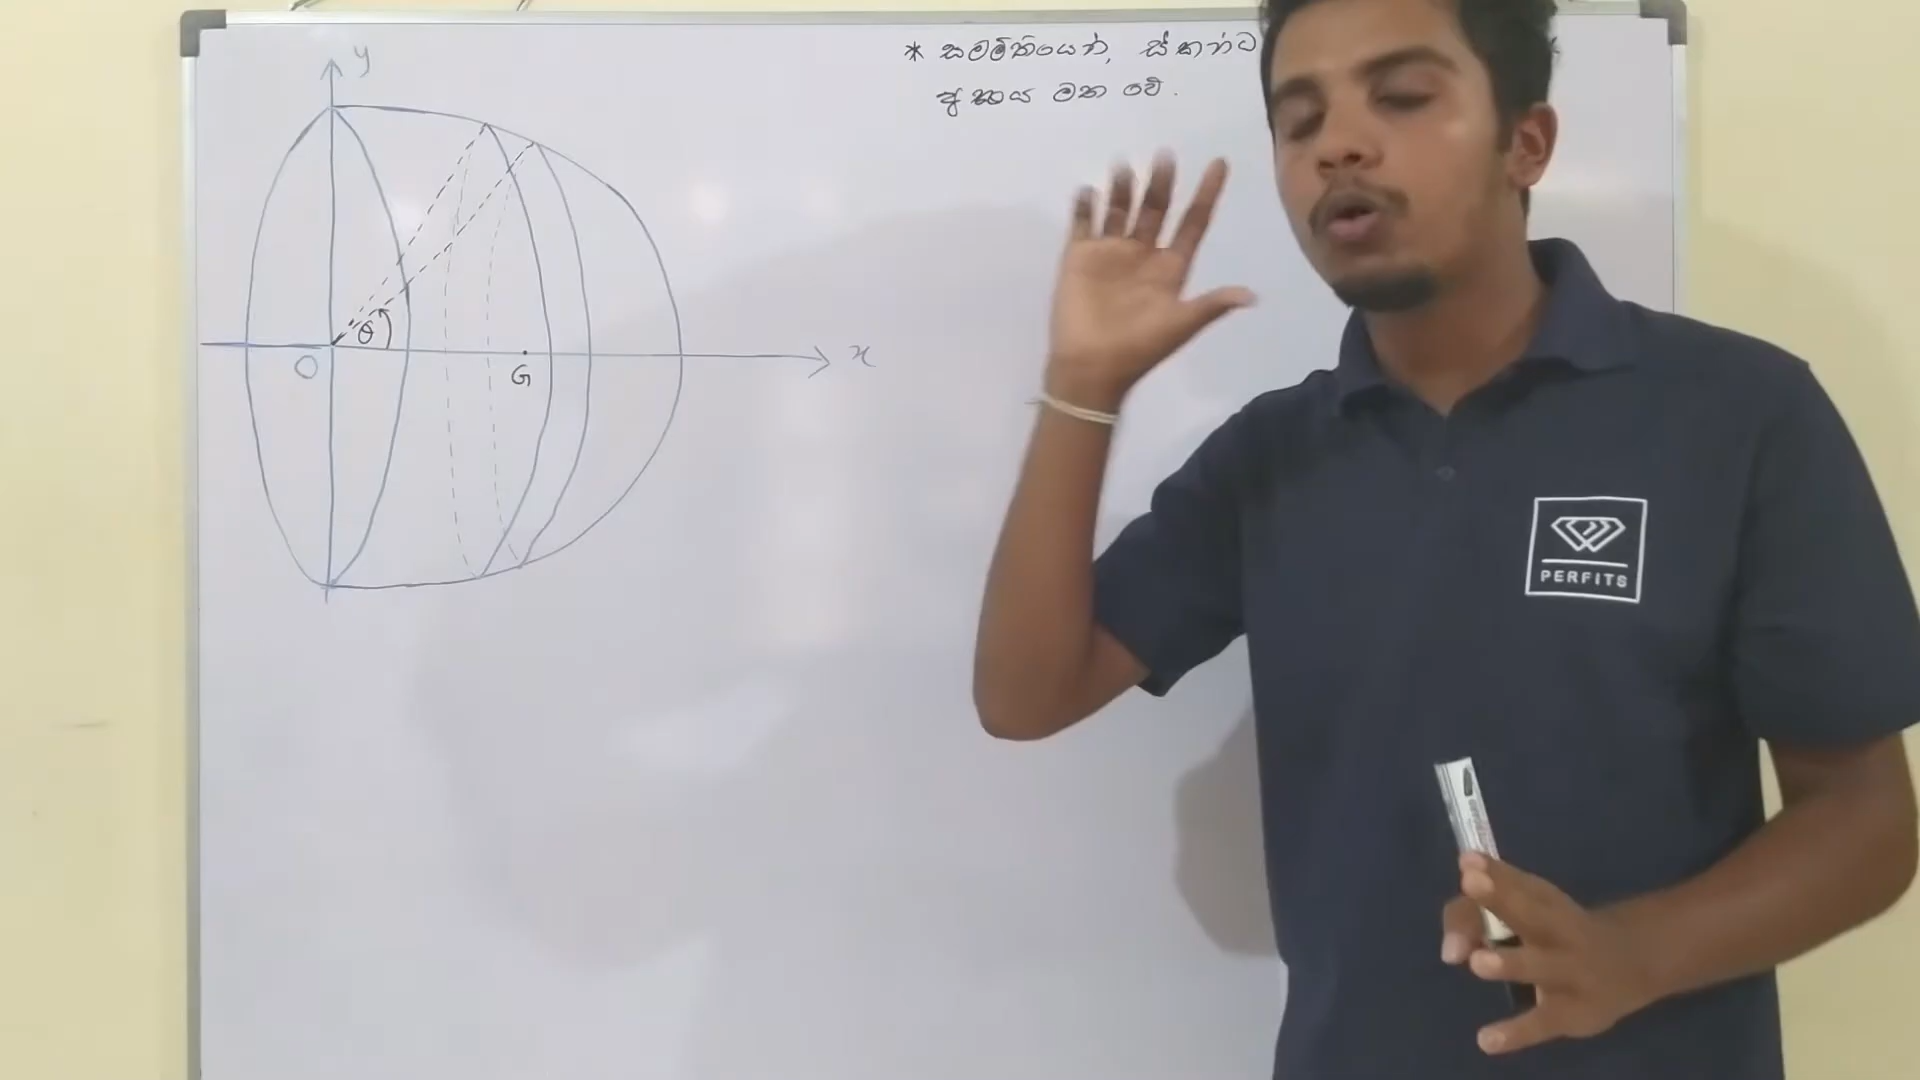 * සමමිතියෙන්, ස්කන්ධ
අක්ෂය මත වේ.
y
θ
O
G
x
PERFITS